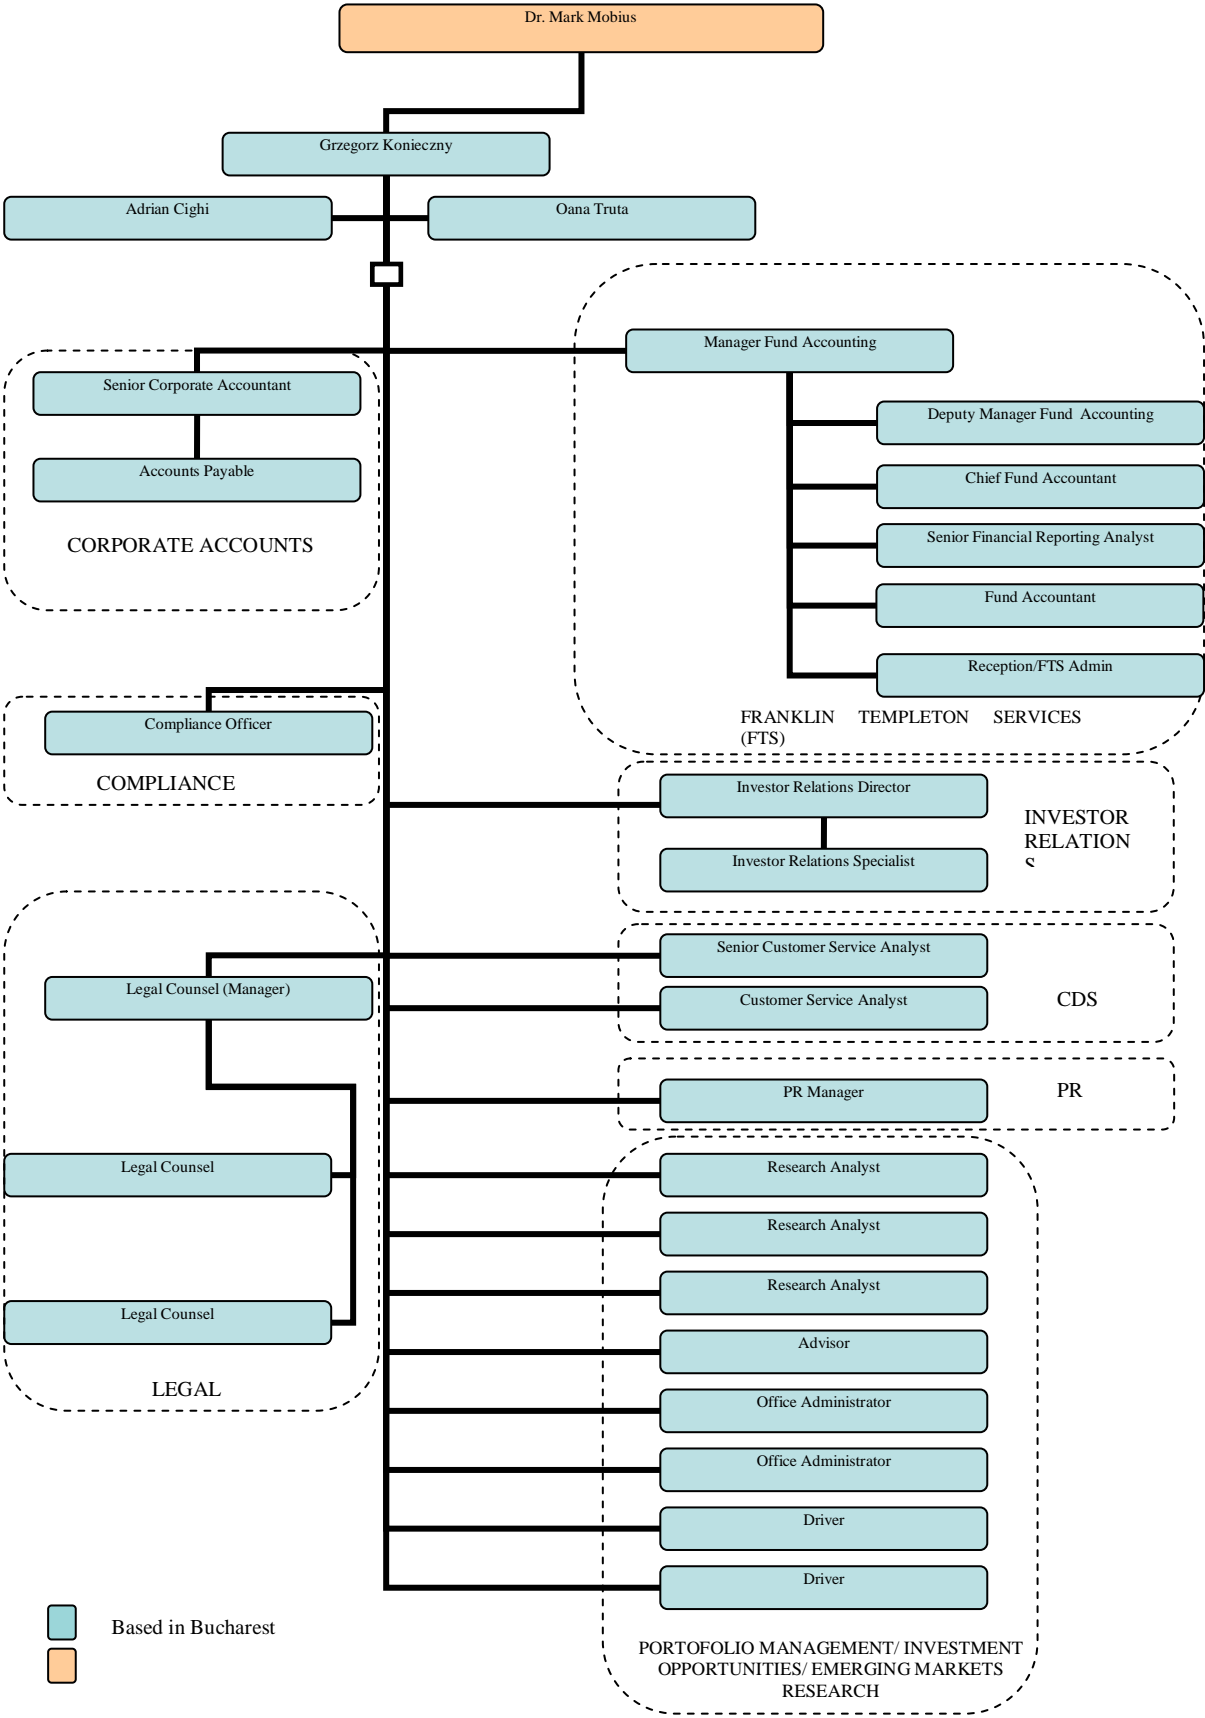 Dr. Mark Mobius
Grzegorz Konieczny
Adrian Cighi
Oana Truta
Manager Fund Accounting
Senior Corporate Accountant
Accounts Payable
CORPORATE ACCOUNTS
Deputy Manager Fund Accounting
Chief Fund Accountant
Senior Financial Reporting Analyst
Fund Accountant
Reception/FTS Admin
FRANKLIN TEMPLETON SERVICES
(FTS)
Compliance Officer
COMPLIANCE
Investor Relations Director
Investor Relations Specialist
INVESTOR
RELATION
S
Legal Counsel (Manager)
Legal Counsel
Legal Counsel
LEGAL
Senior Customer Service Analyst
Customer Service Analyst
CDS
PR Manager
PR
Research Analyst
Research Analyst
Research Analyst
Advisor
Office Administrator
Office Administrator
Driver
Driver
PORTOFOLIO MANAGEMENT/ INVESTMENT
OPPORTUNITIES/ EMERGING MARKETS
RESEARCH
Based in Bucharest